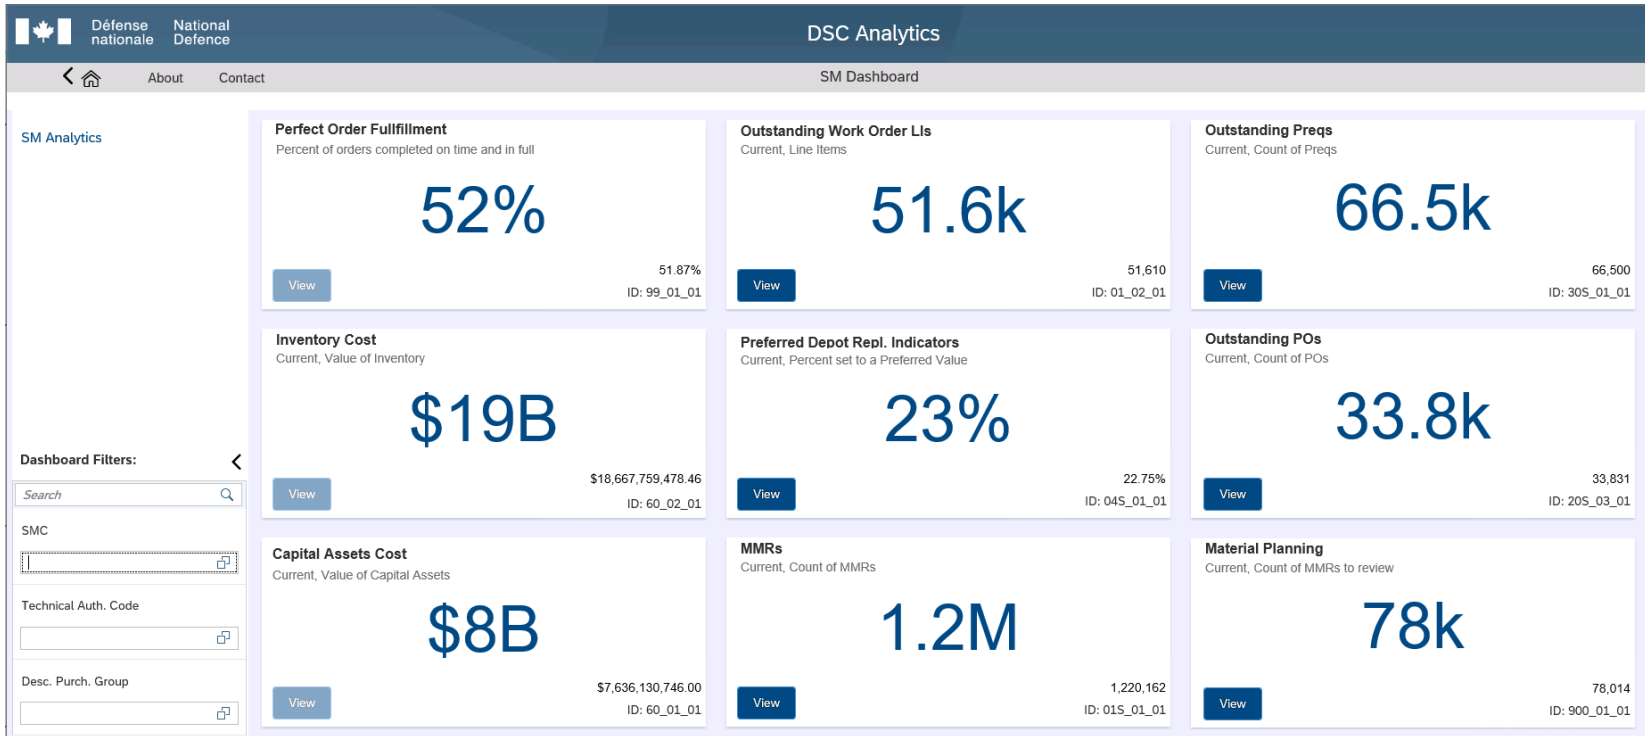 Défense
nationale
National
Defence
DSC Analytics
About
Contact
SM Dashboard
SM Analytics
Perfect Order Fullfillment
Percent of orders completed on time and in full
52%
51.87%
View
ID: 99_01_01
Outstanding Work Order LIs
Current, Line Items
51.6k
51,610
View
ID: 01_02_01
Outstanding Preqs
Current, Count of Preqs
66.5k
66,500
View
ID: 30S_01_01
Inventory Cost
Current, Value of Inventory
$19B
$18,667,759,478.46
View
ID: 60_02_01
Preferred Depot Repl. Indicators
Current, Percent set to a Preferred Value
23%
22.75%
View
ID: 04S_01_01
Outstanding POs
Current, Count of POs
33.8k
33,831
View
ID: 20S_03_01
Dashboard Filters:
Search
SMC
Technical Auth. Code
Desc. Purch. Group
Capital Assets Cost
Current, Value of Capital Assets
$8B
$7,636,130,746.00
View
ID: 60_01_01
MMRs
Current, Count of MMRs
1.2M
1,220,162
View
ID: 01S_01_01
Material Planning
Current, Count of MMRs to review
78k
78,014
View
ID: 900_01_01